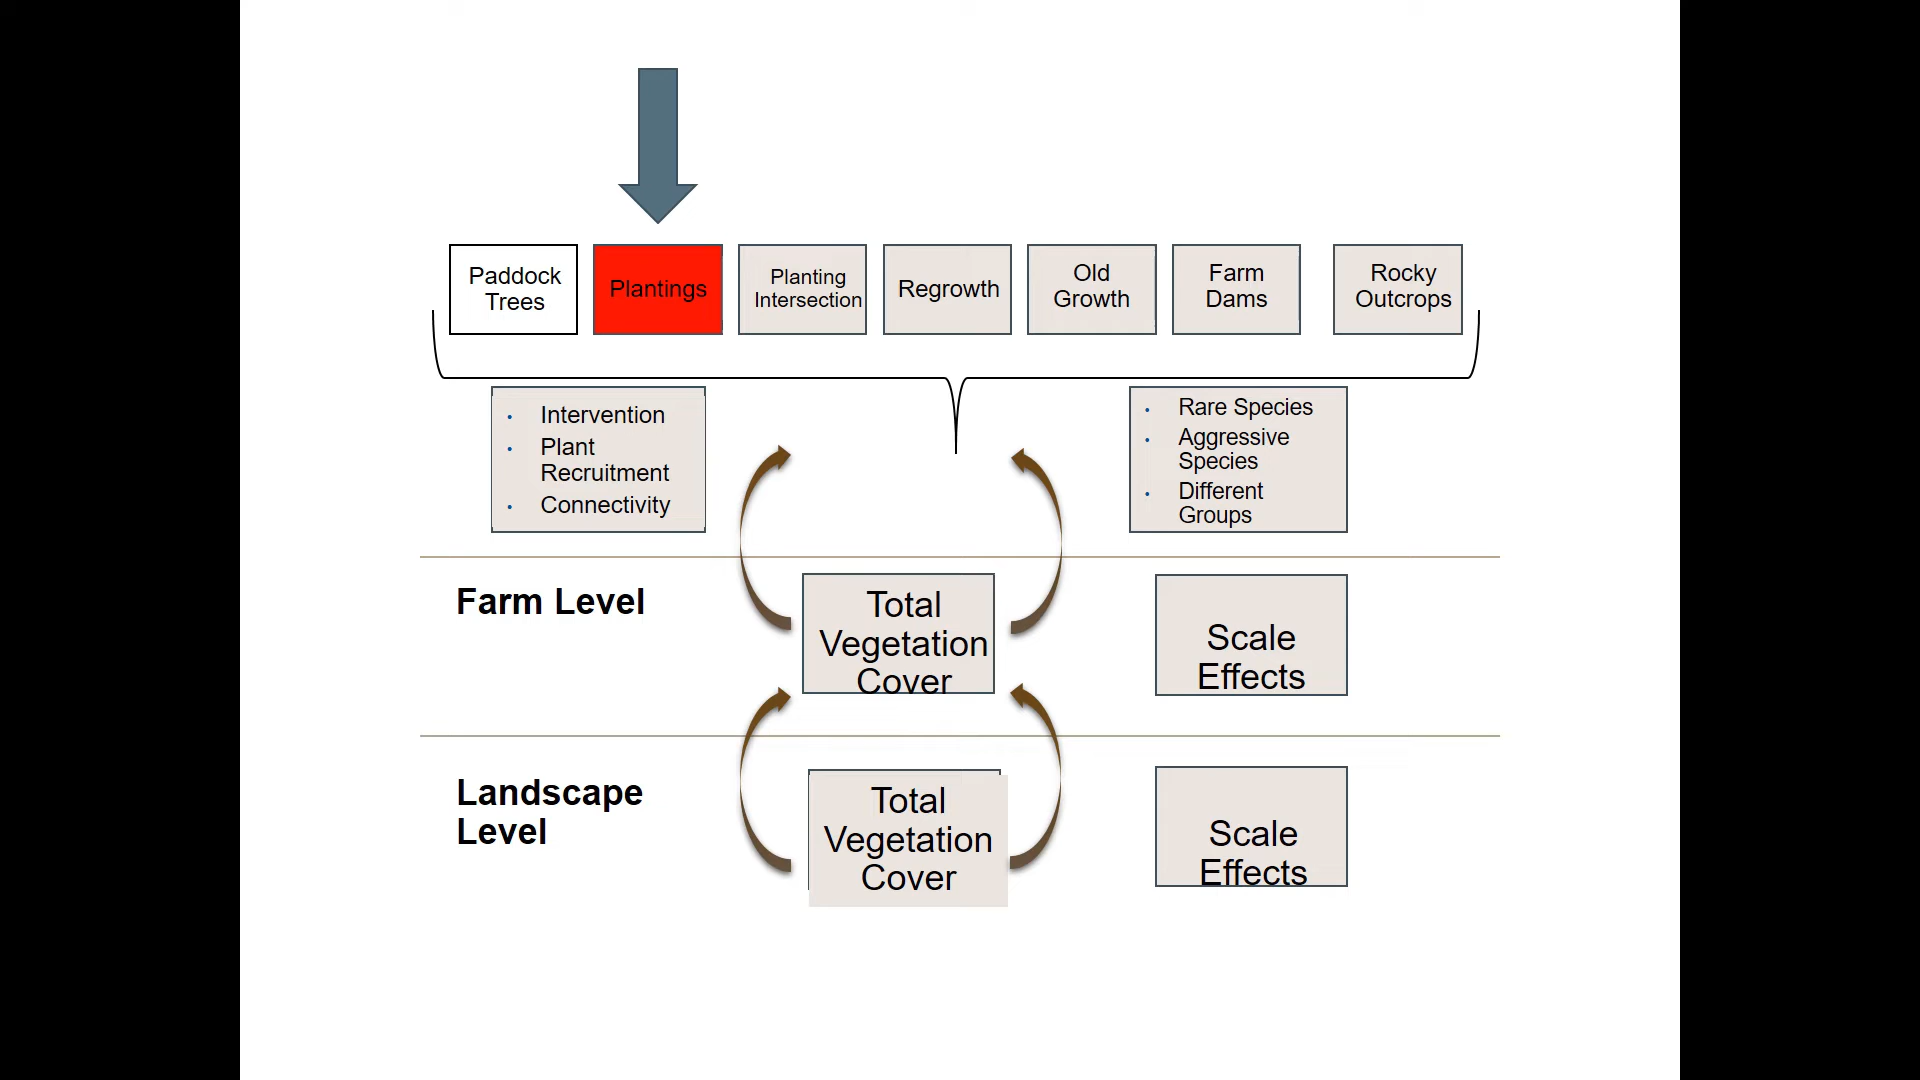 Paddock
Trees
Plantings
Planting
Intersection
Regrowth
Old
Growth
Farm
Dams
Rocky
Outcrops
• Intervention
• Plant
Recruitment
• Connectivity
• Rare Species
• Aggressive
Species
• Different
Groups
Farm Level
Total
Vegetation
Cover
Scale
Effects
Landscape
Level
Total
Vegetation
Cover
Scale
Effects